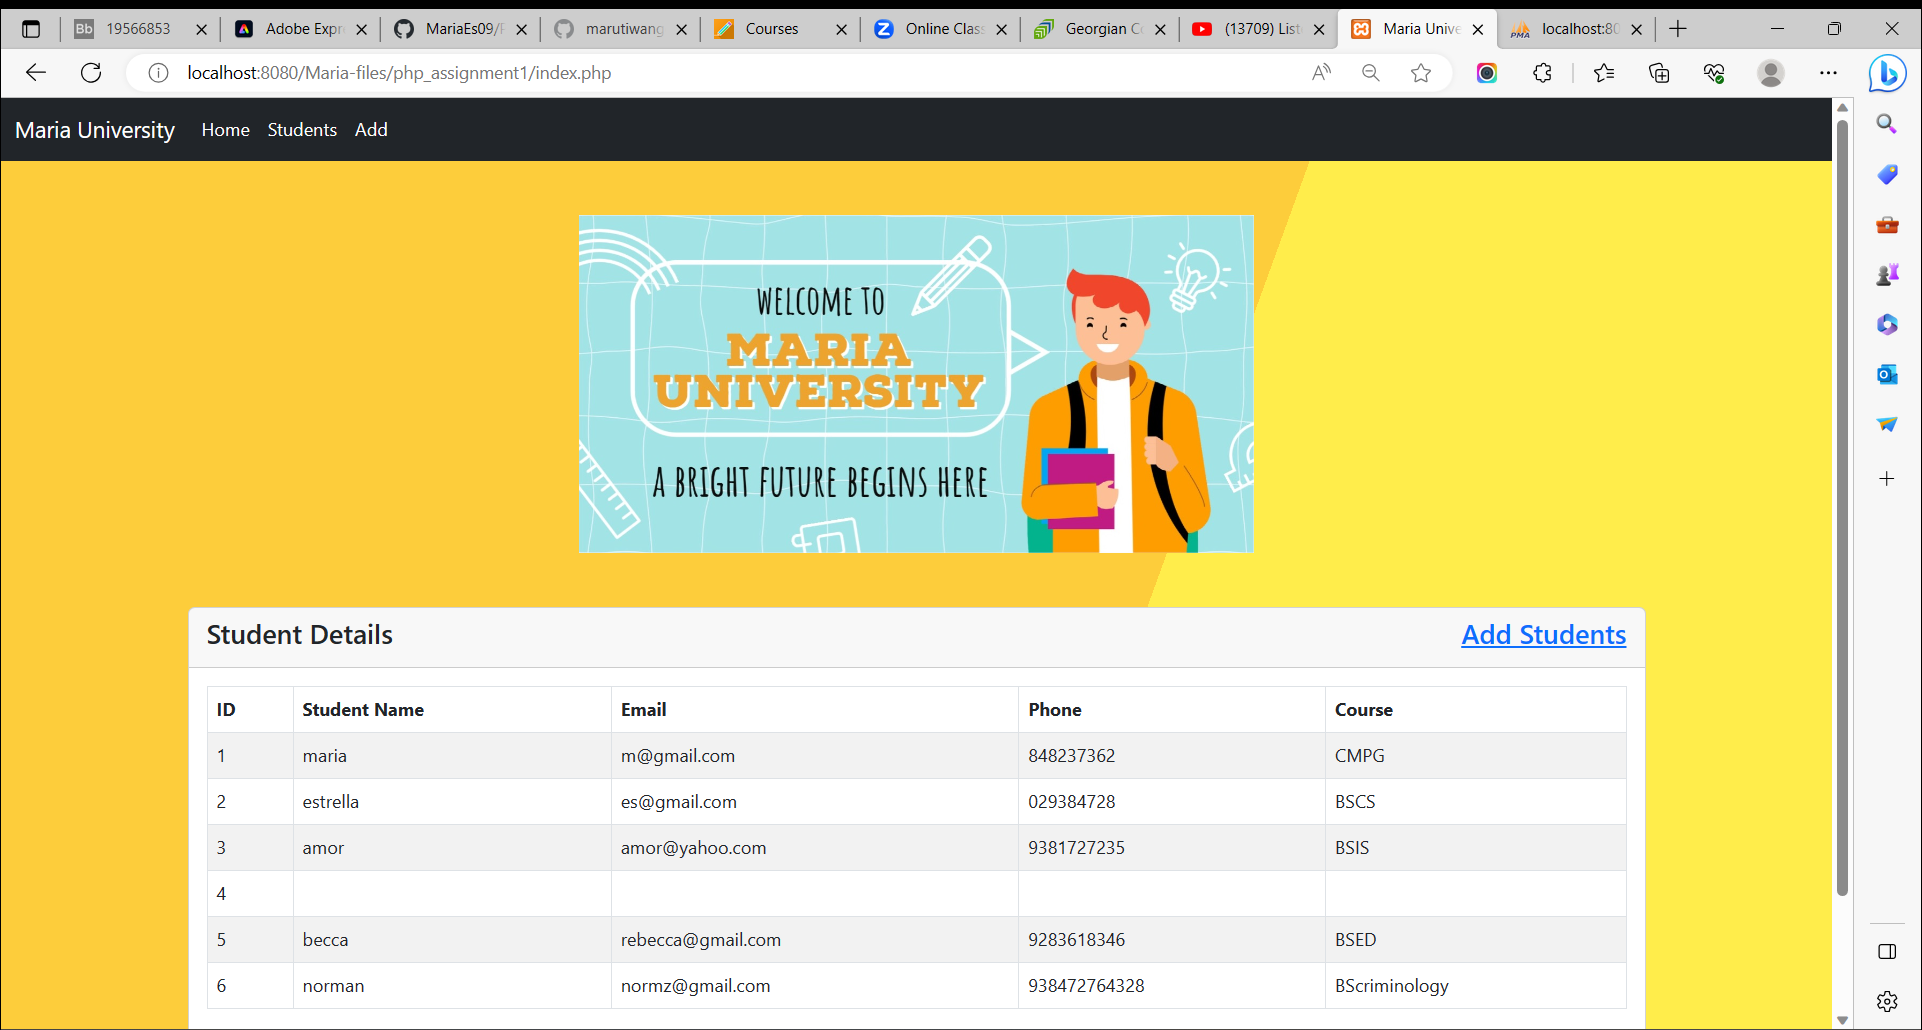 19566853
Adobe Expr
MariaEs09/P
marutiwang
Courses
Online Clas
Georgian Co
(13709) List
Maria Unive
localhost:80
localhost:8080/Maria-files/php_assignment1/index.php
Maria University Home Students Add
WELCOME TO
MARIA
UNIVERSITY
A BRIGHT FUTURE BEGINS HERE
Student Details Add Students
ID Student Name Email Phone Course
1 maria m@gmail.com 848237362 CMPG
2 estrella es@gmail.com 029384728 BSCS
3 amor amor@yahoo.com 9381727235 BSIS
4
5 becca rebecca@gmail.com 9283618346 BSED
6 norman normz@gmail.com 938472764328 BScriminology